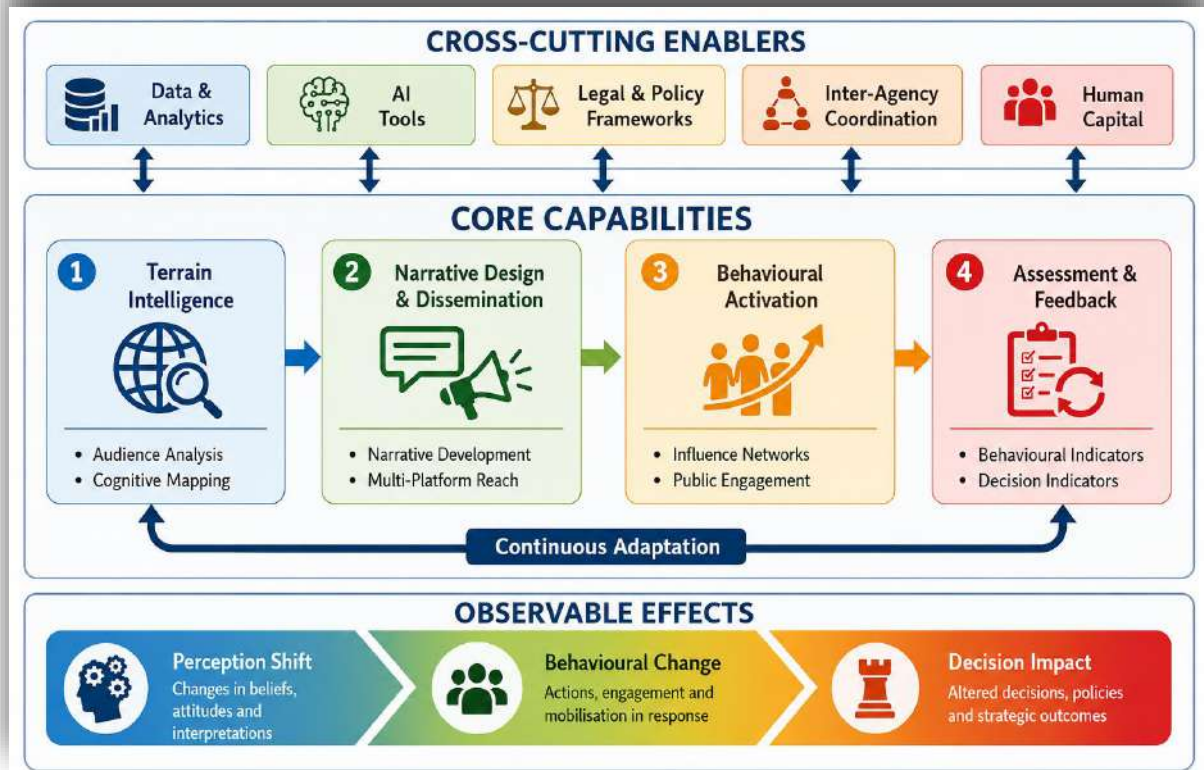 CROSS-CUTTING ENABLERS
Data &
Analytics
AI
Tools
Legal & Policy
Frameworks
Inter-Agency
Coordination
Human
Capital
CORE CAPABILITIES
1
Terrain
Intelligence
• Audience Analysis
• Cognitive Mapping
2
Narrative Design
& Dissemination
• Narrative Development
• Multi-Platform Reach
3
Behavioural
Activation
• Influence Networks
• Public Engagement
4
Assessment &
Feedback
• Behavioural Indicators
• Decision Indicators
Continuous Adaptation
OBSERVABLE EFFECTS
Perception Shift
Changes in beliefs,
attitudes and
interpretations
Behavioural Change
Actions, engagement and
mobilisation in response
Decision Impact
Altered decisions, policies
and strategic outcomes